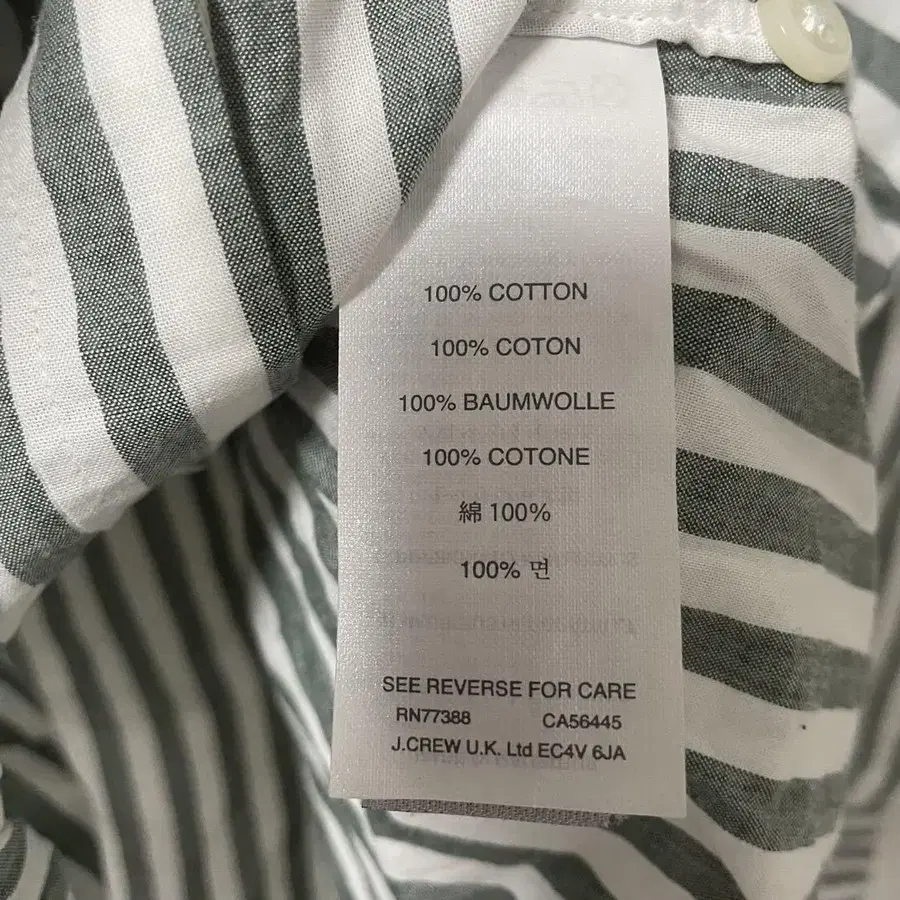 100% COTTON
100% COTON
100% BAUMWOLLE
100% COTONE
綿 100%
100% 면
SEE REVERSE FOR CARE
RN77388 CA56445
J.CREW U.K. Ltd EC4V 6JA